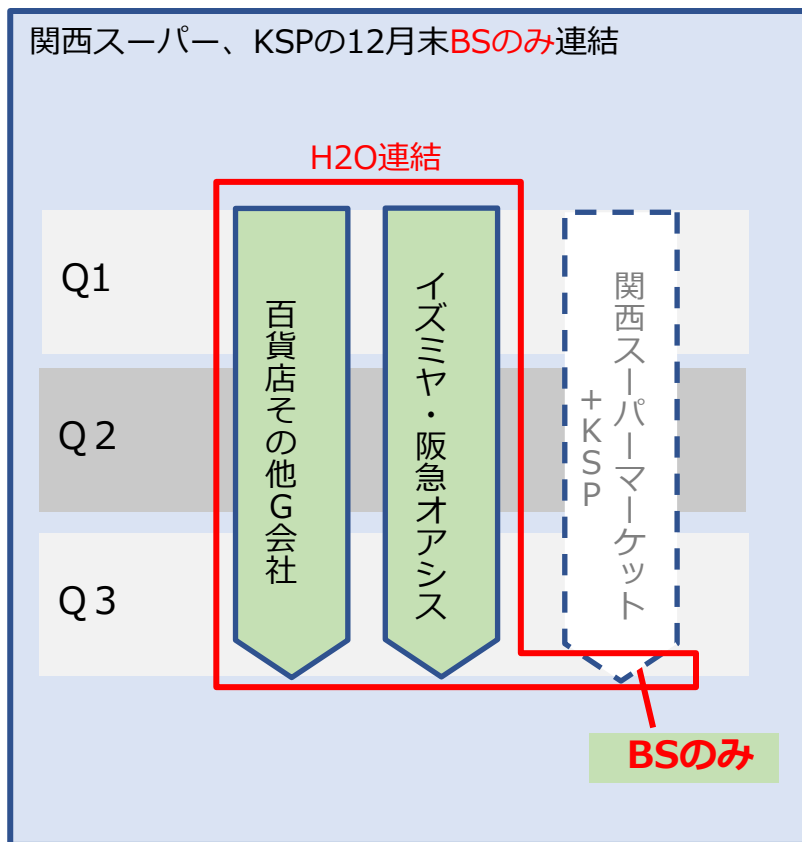 関西スーパー、KSPの12月末BSのみ連結
H2O連結
Q1
Q２
Q３
百貨店その他Ｇ会社
イズミヤ・阪急オアシス
関西スーパーマーケット
＋KSP
BSのみ